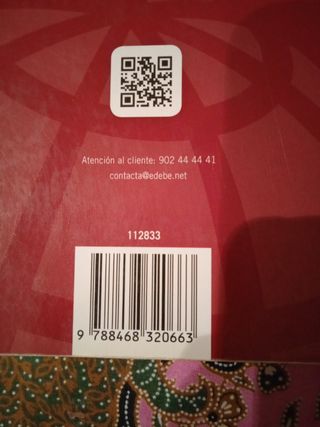 Atención al cliente: 902 44 44 41
contacta@edebe.net
112833
9 788468 320663